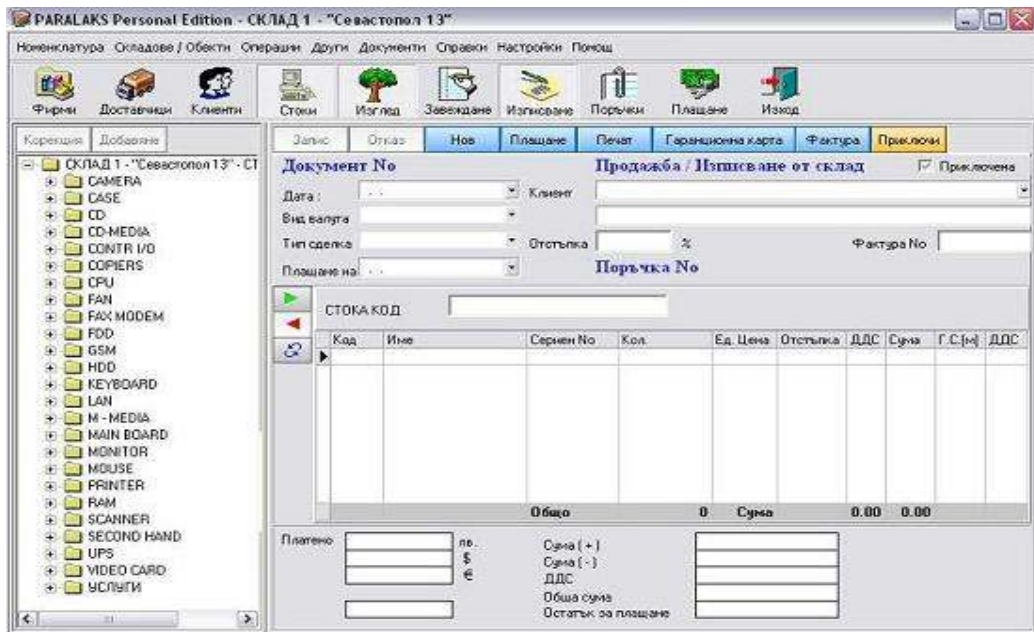 PARALAKS Personal Edition - СКЛАД 1 - "Севастопол 13"
Номенклатура Складове / Обекти Операции Други Документи Справки Настройки Помощ
Фирми Доставчици Клиенти Стоки Изглед Завеждане Изписване Поръчки Плащане Изход
Корекция Добавяне
Запис Отказ Нов Плащане Печат Гаранционна карта Фактура Приключи
СКЛАД 1 - "Севастопол 13" - СТ
CAMERA
CASE
CD
CD-MEDIA
CONTR I/O
COPIERS
CPU
FAN
FAX MODEM
FDD
GSM
HDD
KEYBOARD
LAN
M - MEDIA
MAIN BOARD
MONITOR
MOUSE
PRINTER
RAM
SCANNER
SECOND HAND
UPS
VIDEO CARD
УСЛУГИ
Документ No Продажба / Изписване от склад Приключена
Дата : . . Клиент
Вид валута
Тип сделка Отстъпка % Фактура No
Плащане на . . Поръчка No
СТОКА КОД
Код Име Сериен No Кол. Ед. Цена Отстъпка ДДС Сума Г.С.(м) ДДС
Общо 0 Сума 0.00 0.00
Платено лв. Сума ( + )
$ Сума ( - )
€ ДДС
Обща сума
Остатък за плащане